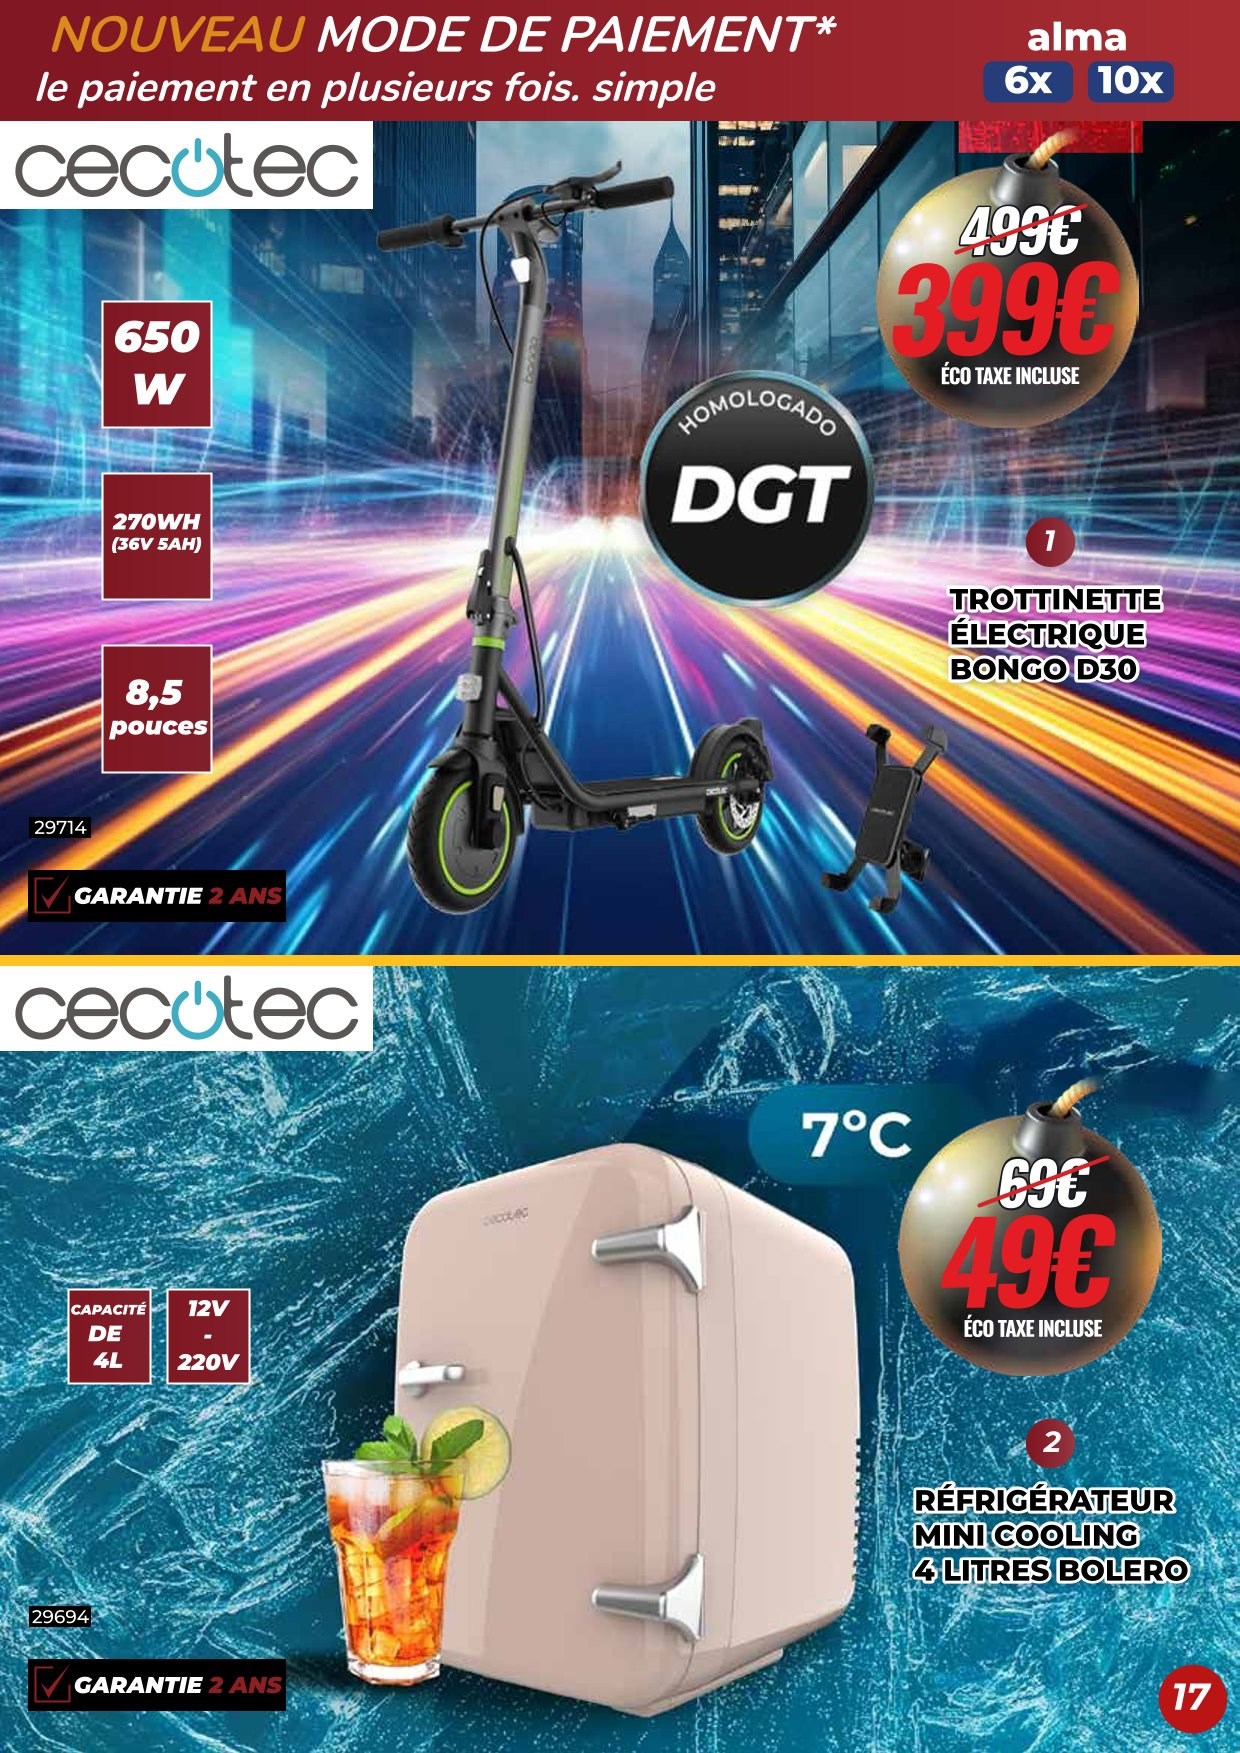 NOUVEAU MODE DE PAIEMENT*
le paiement en plusieurs fois. simple
alma
6x 10x
cecotec
499€
399€
ÉCO TAXE INCLUSE
650
W
HOMOLOGADO
DGT
270WH
(36V 5AH)
1
TROTTINETTE
ÉLECTRIQUE
BONGO D30
8,5
pouces
bongo
cecotec
29714
GARANTIE 2 ANS
cecotec
7°C
69€
49€
ÉCO TAXE INCLUSE
cecotec
CAPACITÉ
DE
4L
12V
-
220V
2
RÉFRIGÉRATEUR
MINI COOLING
4 LITRES BOLERO
29694
GARANTIE 2 ANS
17